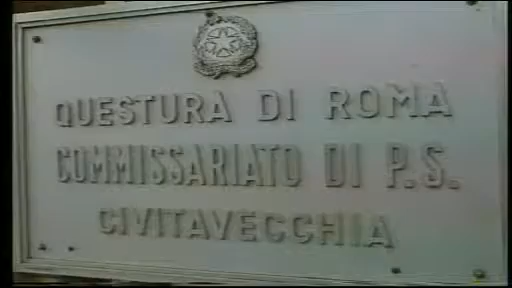 QUESTURA DI ROMA
COMMISSARIATO DI P.S.
CIVITAVECCHIA